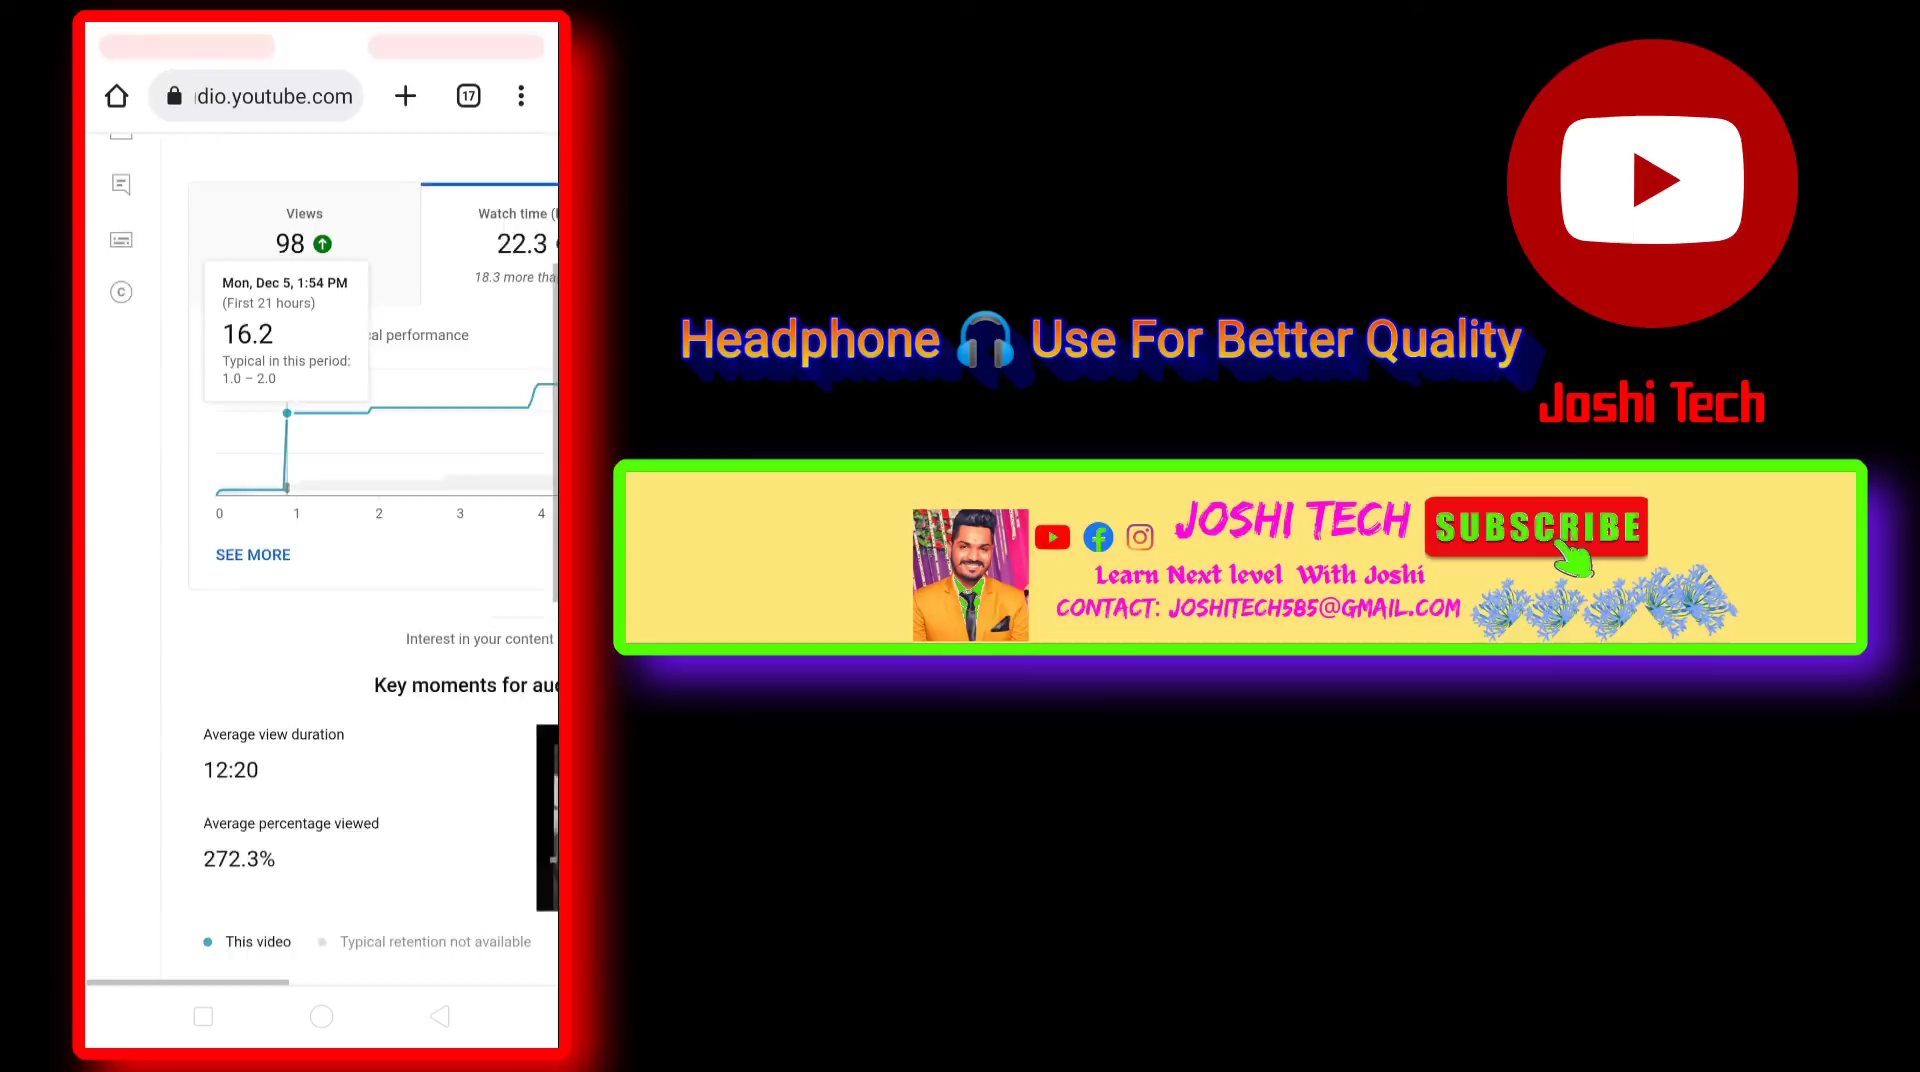 dio.youtube.com
17
Views
98
Watch time (
22.3
18.3 more tha
Mon, Dec 5, 1:54 PM
(First 21 hours)
16.2
Typical in this period:
1.0 – 2.0
cal performance
0 1 2 3 4
SEE MORE
Interest in your content
Key moments for au
Average view duration
12:20
Average percentage viewed
272.3%
This video
Typical retention not available
C
Headphone 🎧 Use For Better Quality
Joshi Tech
JOSHI TECH
SUBSCRIBE
Learn Next level With Joshi
CONTACT: JOSHITECH585@GMAIL.COM